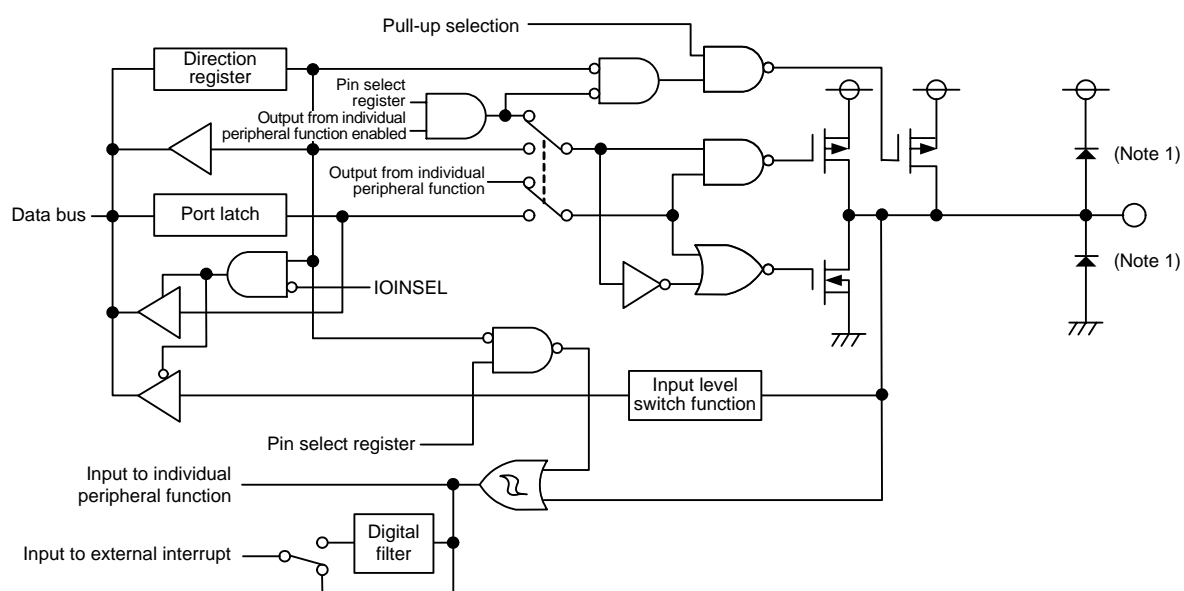 Pull-up selection
Direction
register
Pin select
register
Output from individual
peripheral function enabled
(Note 1)
Output from individual
peripheral function
Data bus
Port latch
(Note 1)
IOINSEL
Input level
switch function
Pin select register
Input to individual
peripheral function
Digital
filter
Input to external interrupt